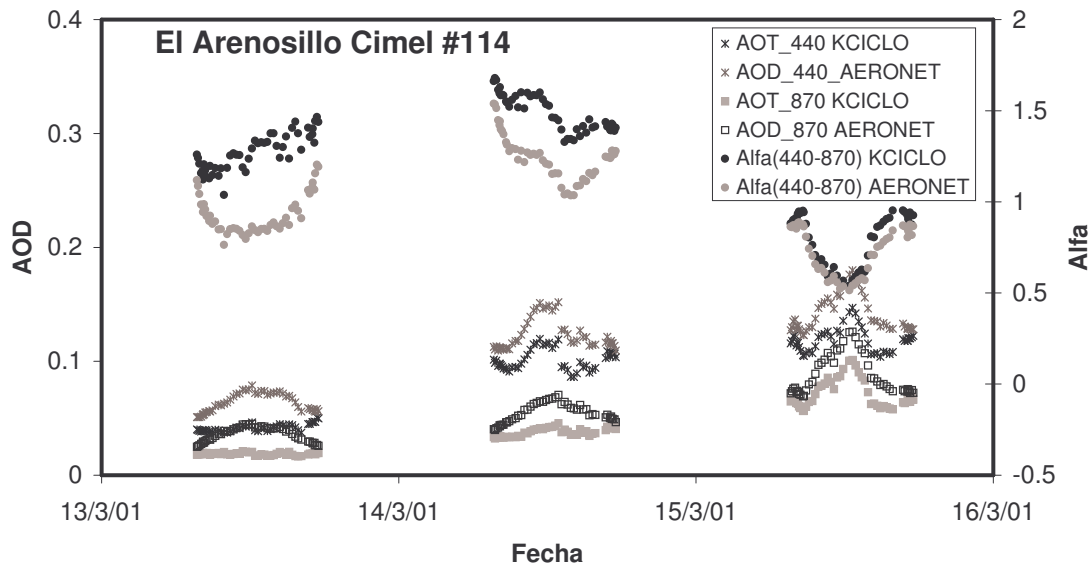 El Arenosillo Cimel #114
AOT_440 KCICLO
AOD_440_AERONET
AOT_870 KCICLO
AOD_870 AERONET
Alfa(440-870) KCICLO
Alfa(440-870) AERONET
0.4
0.3
0.2
0.1
0
AOD
2
1.5
1
0.5
0
-0.5
Alfa
13/3/01
14/3/01
15/3/01
16/3/01
Fecha